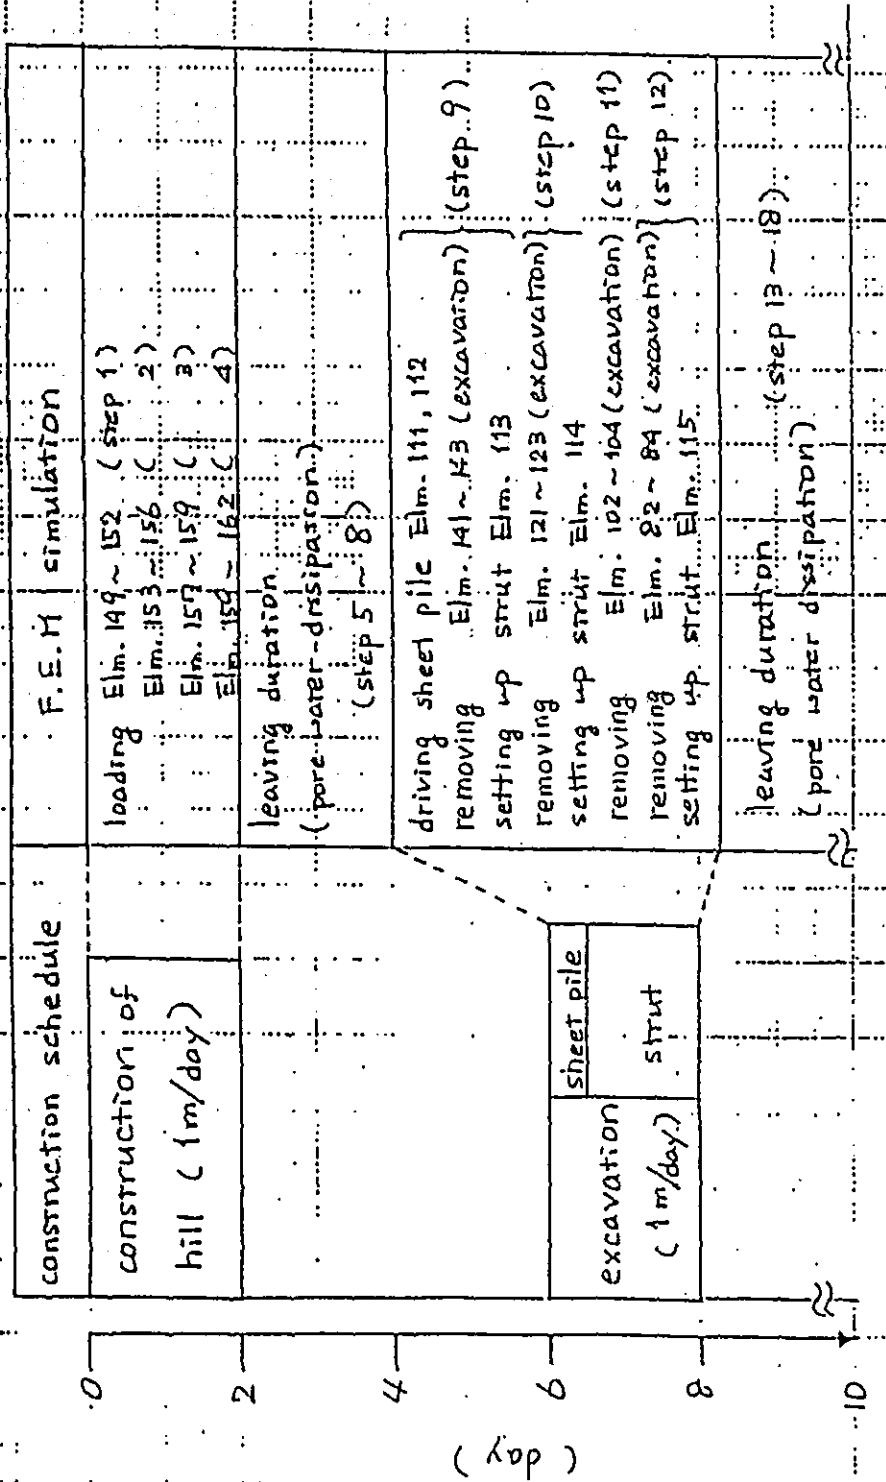 construction schedule
F.E.M simulation
0
construction of
hill (1m/day)
loading Elm. 149 ~ 152 (step 1)
Elm. 153 ~ 156 ( 2)
Elm. 157 ~ 159 ( 3)
Elm. 159 ~ 162 ( 4)
2
leaving duration
(pore water dissipation)
(step 5 ~ 8)
4
driving sheet pile Elm. 111, 112
removing Elm. 141 ~ 143 (excavation) (step 9)
setting up strut Elm. 113
removing Elm. 121 ~ 123 (excavation) (step 10)
setting up strut Elm. 114
removing Elm. 102 ~ 104 (excavation) (step 11)
removing Elm. 82 ~ 84 (excavation) (step 12)
setting up strut Elm. 115
6
excavation
(1m/day)
sheet pile
strut
8
leaving duration (step 13 ~ 18)
(pore water dissipation)
10
(day)